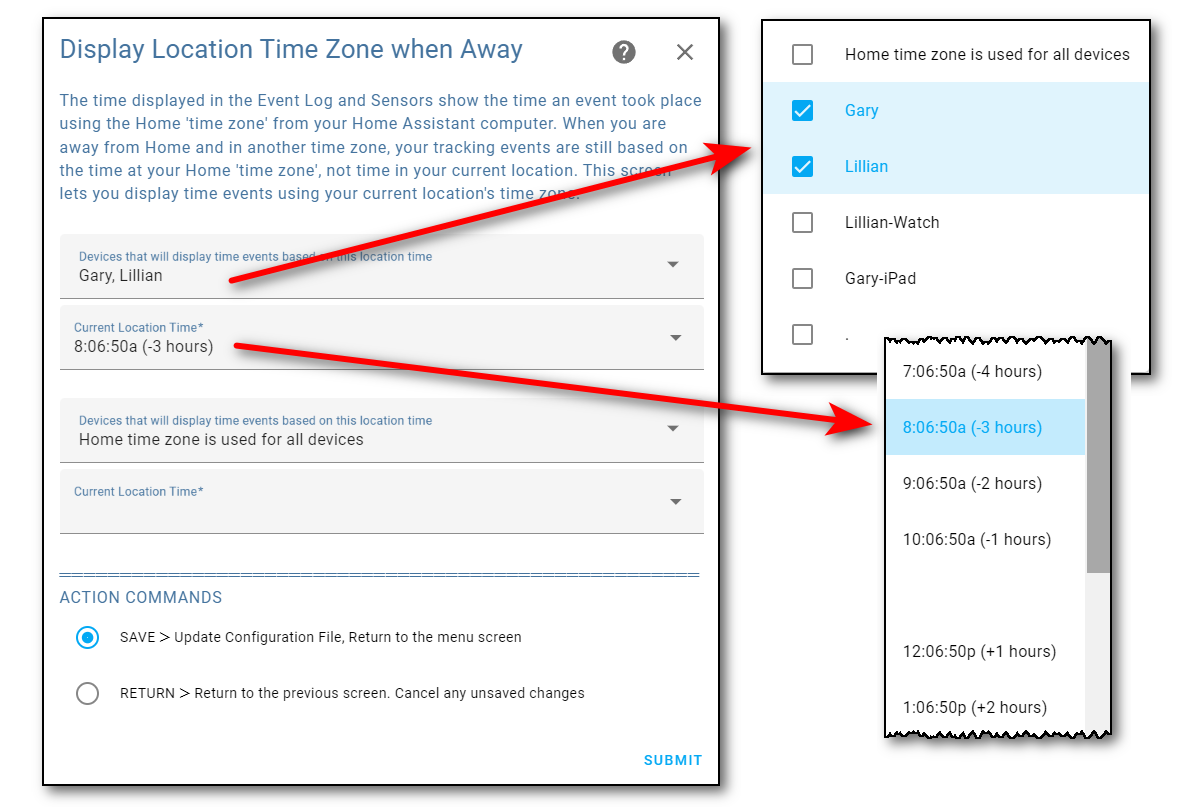 Display Location Time Zone when Away
The time displayed in the Event Log and Sensors show the time an event took place
using the Home 'time zone' from your Home Assistant computer. When you are
away from Home and in another time zone, your tracking events are still based on
the time at your Home 'time zone', not time in your current location. This screen
lets you display time events using your current location's time zone.
Devices that will display time events based on this location time
Gary, Lillian
Current Location Time*
8:06:50a (-3 hours)
Devices that will display time events based on this location time
Home time zone is used for all devices
Current Location Time*
ACTION COMMANDS
SAVE > Update Configuration File, Return to the menu screen
RETURN > Return to the previous screen. Cancel any unsaved changes
SUBMIT
Home time zone is used for all devices
Gary
Lillian
Lillian-Watch
Gary-iPad
.
7:06:50a (-4 hours)
8:06:50a (-3 hours)
9:06:50a (-2 hours)
10:06:50a (-1 hours)
12:06:50p (+1 hours)
1:06:50p (+2 hours)